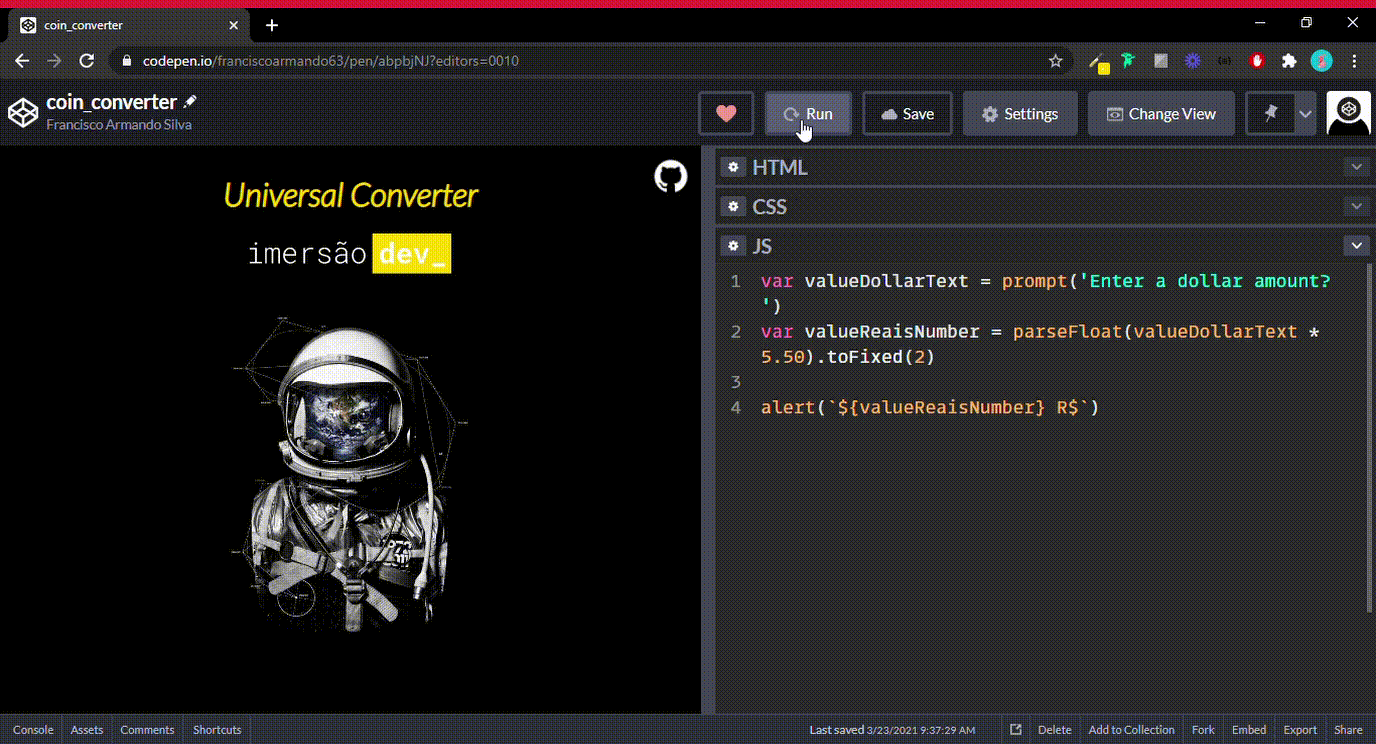 coin_converter
codepen.io/franciscoarmando63/pen/abpbjNJ?editors=0010
coin_converter
Francisco Armando Silva
Run
Save
Settings
Change View
Universal Converter
imersão dev_
HTML
CSS
JS
1 var valueDollarText = prompt('Enter a dollar amount?
')
2 var valueReaisNumber = parseFloat(valueDollarText *
5.50).toFixed(2)
3
4 alert(`${valueReaisNumber} R$`)
Console
Assets
Comments
Shortcuts
Last saved 3/23/2021 9:37:29 AM
Delete
Add to Collection
Fork
Embed
Export
Share